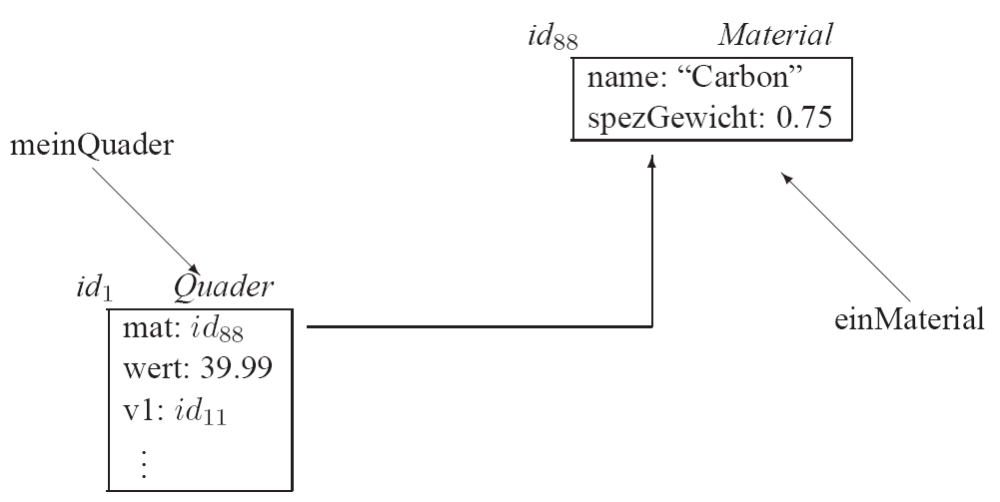 id₈₈ Material
name: “Carbon”
spezGewicht: 0.75
meinQuader
id₁ Quader
mat: id₈₈
wert: 39.99
v1: id₁₁
⋮
einMaterial